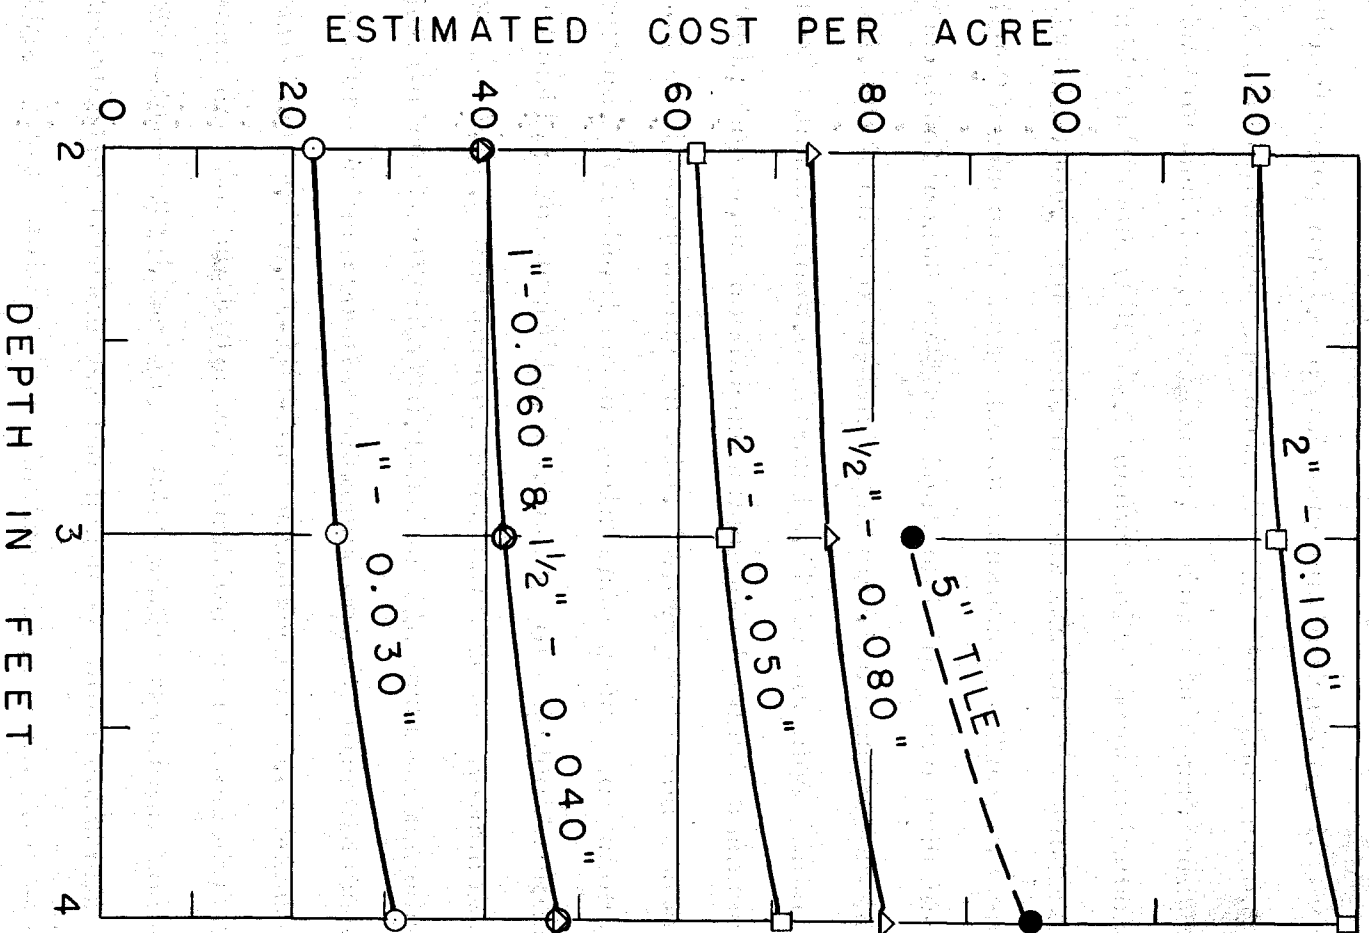 ESTIMATED COST PER ACRE
0
20
40
60
80
100
120
2
3
4
DEPTH IN FEET
1" - 0.030"
1"-0.060" & 1½" - 0.040"
2" - 0.050"
1½" - 0.080"
5" TILE
2" - 0.100"